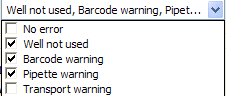 Well not used, Barcode warning, Pipet...
No error
Well not used
Barcode warning
Pipette warning
Transport warning